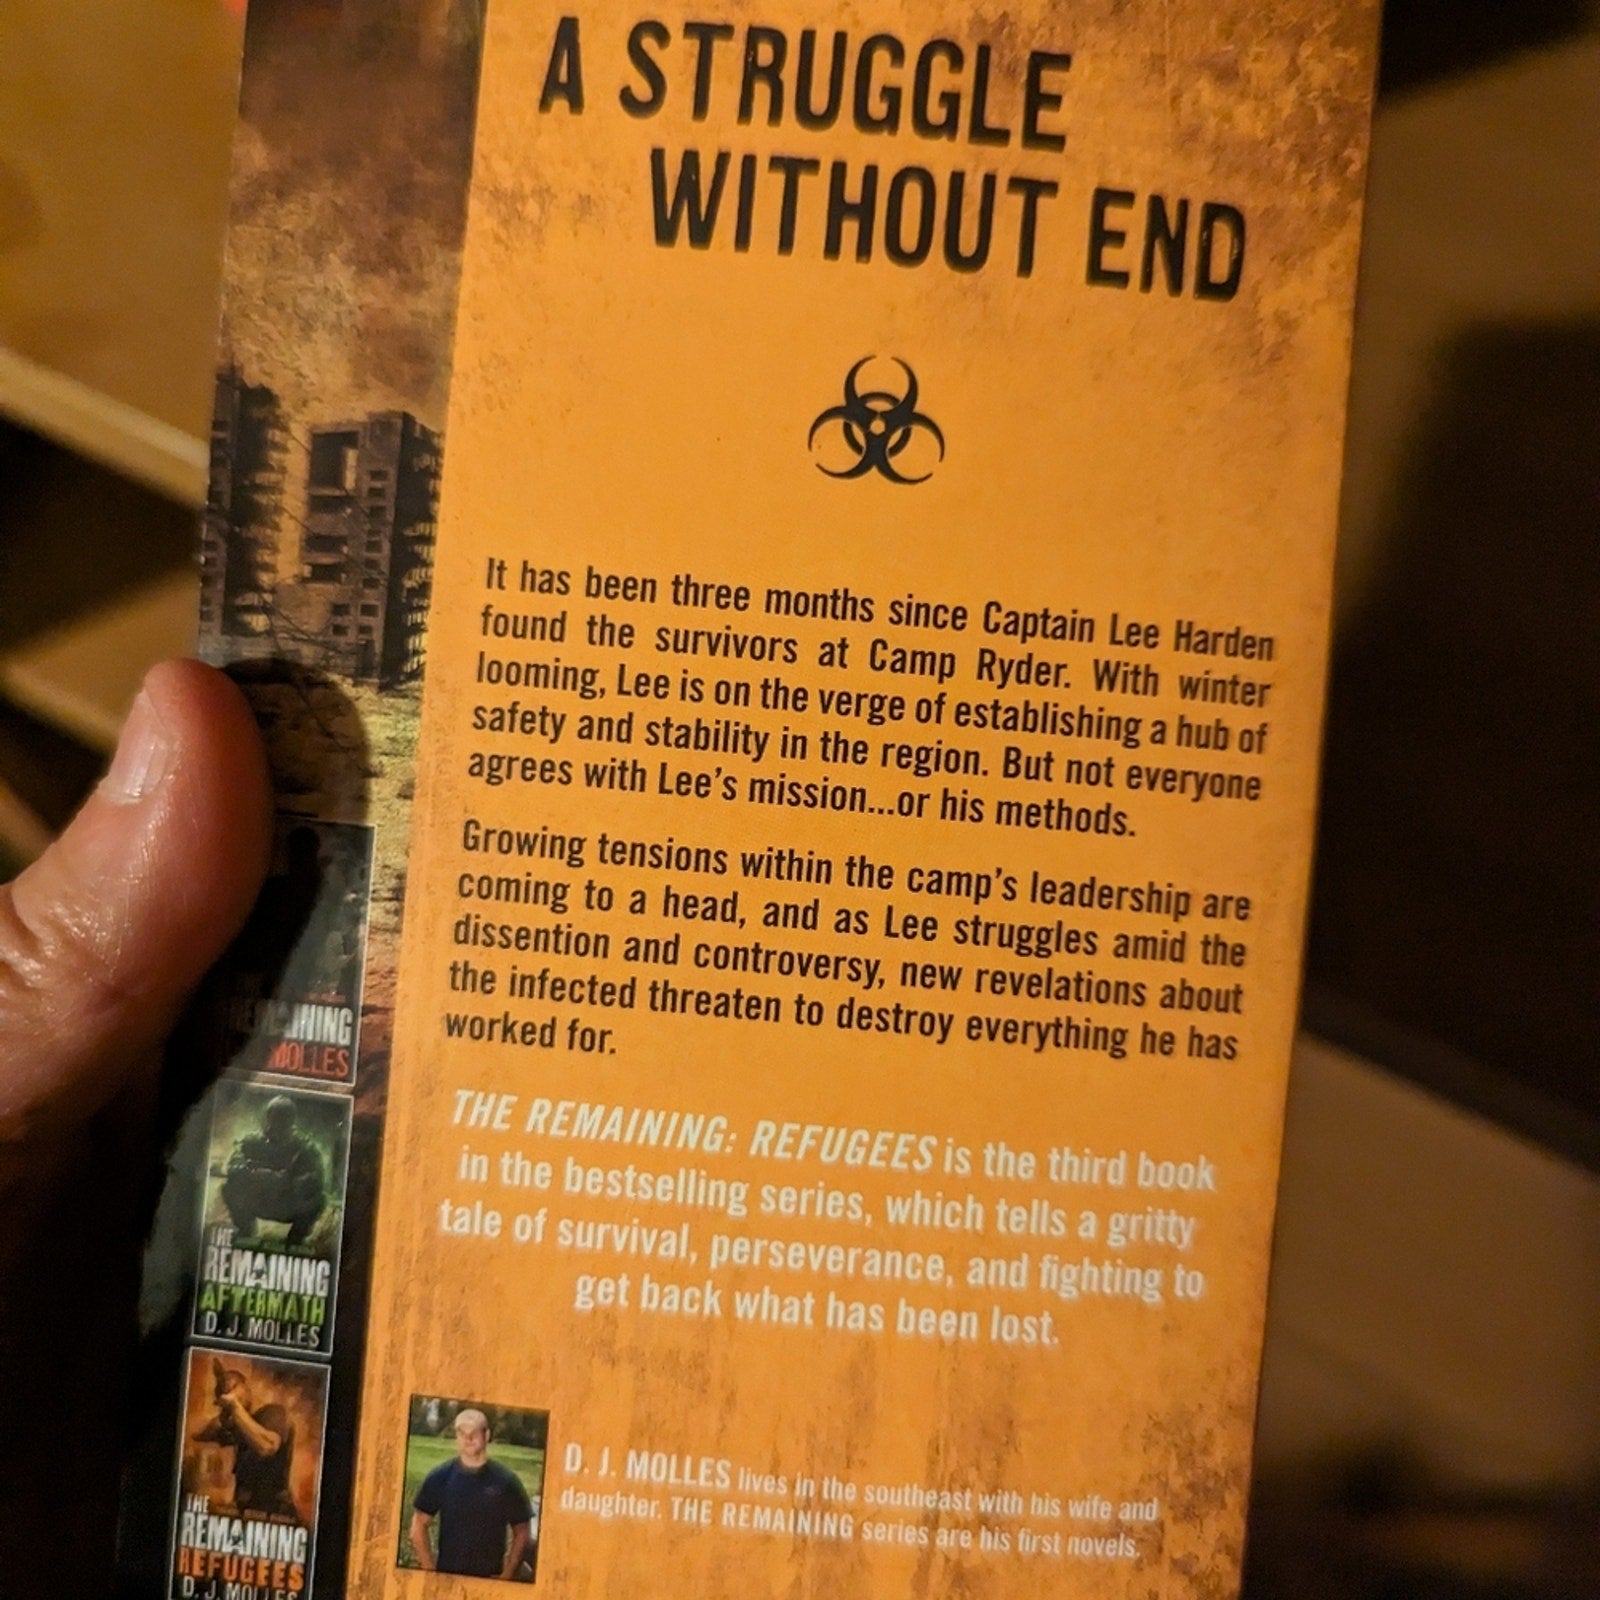 A STRUGGLE
WITHOUT END
It has been three months since Captain Lee Harden
found the survivors at Camp Ryder. With winter
looming, Lee is on the verge of establishing a hub of
safety and stability in the region. But not everyone
agrees with Lee's mission...or his methods.
Growing tensions within the camp's leadership are
coming to a head, and as Lee struggles amid the
dissention and controversy, new revelations about
the infected threaten to destroy everything he has
worked for.
THE REMAINING: REFUGEES is the third book
in the bestselling series, which tells a gritty
tale of survival, perseverance, and fighting to
get back what has been lost.
D. J. MOLLES lives in the southeast with his wife and
daughter. THE REMAINING series are his first novels.
REMAINING
MOLLES
THE
REMAINING
AFTERMATH
D. J. MOLLES
THE
REMAINING
REFUGEES
D. J. MOLLES